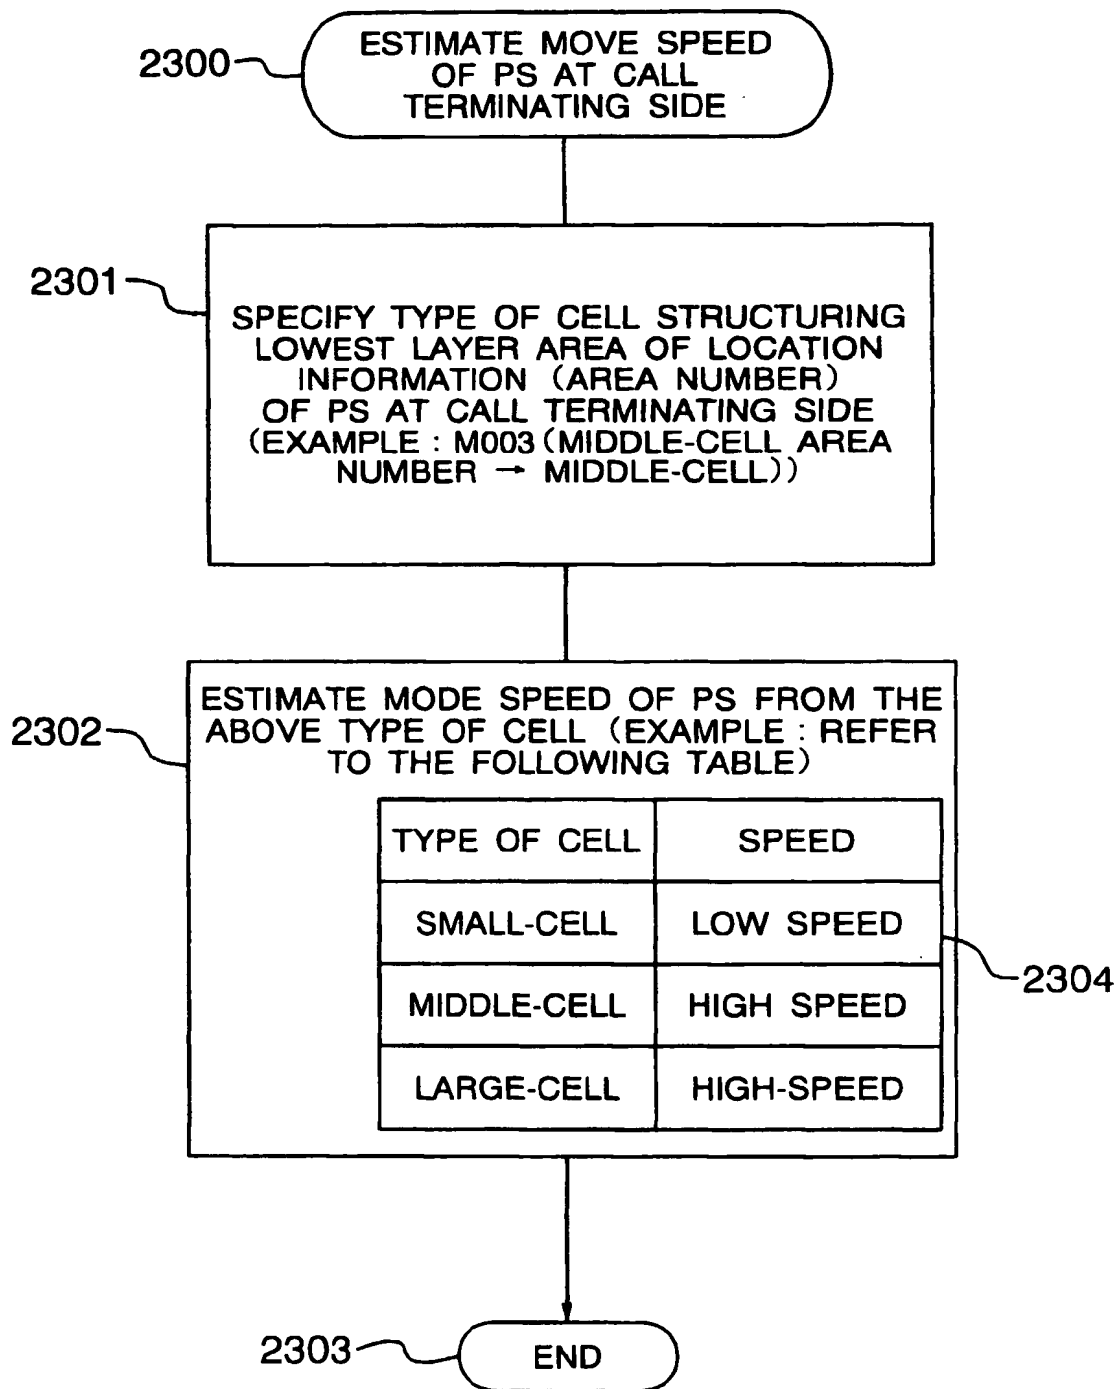 2300
ESTIMATE MOVE SPEED
OF PS AT CALL
TERMINATING SIDE
2301
SPECIFY TYPE OF CELL STRUCTURING
LOWEST LAYER AREA OF LOCATION
INFORMATION (AREA NUMBER)
OF PS AT CALL TERMINATING SIDE
(EXAMPLE : M003 (MIDDLE-CELL AREA
NUMBER → MIDDLE-CELL))
2302
ESTIMATE MODE SPEED OF PS FROM THE
ABOVE TYPE OF CELL (EXAMPLE : REFER
TO THE FOLLOWING TABLE)
TYPE OF CELL SPEED
SMALL-CELL LOW SPEED
MIDDLE-CELL HIGH SPEED
LARGE-CELL HIGH-SPEED
2304
2303
END